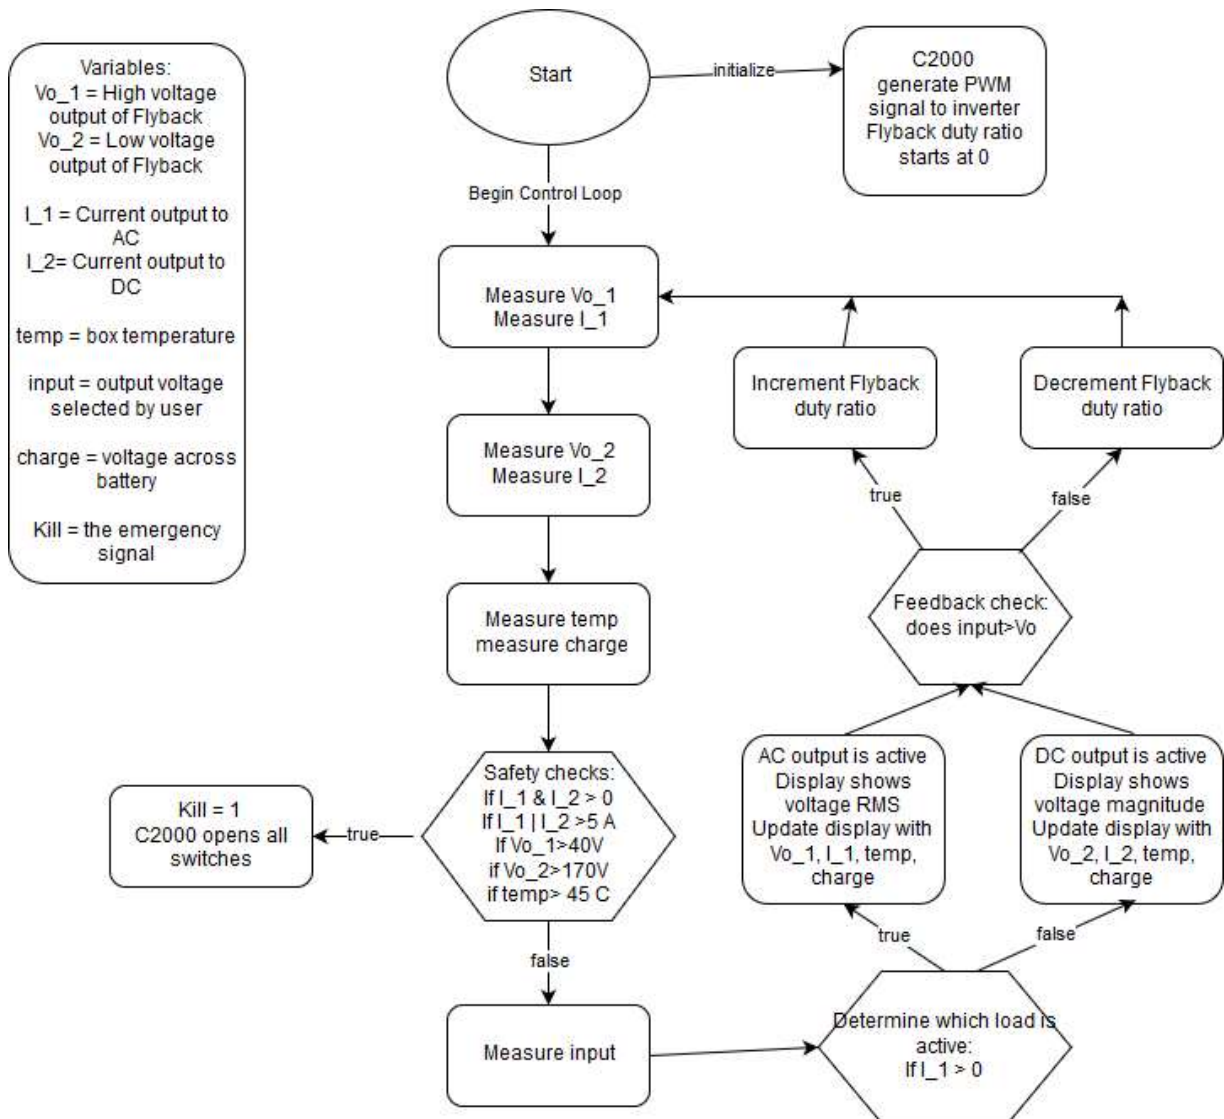 Variables:
Vo_1 = High voltage
output of Flyback
Vo_2 = Low voltage
output of Flyback
I_1 = Current output to
AC
I_2= Current output to
DC
temp = box temperature
input = output voltage
selected by user
charge = voltage across
battery
Kill = the emergency
signal
Start
initialize
C2000
generate PWM
signal to inverter
Flyback duty ratio
starts at 0
Begin Control Loop
Measure Vo_1
Measure I_1
Measure Vo_2
Measure I_2
Measure temp
measure charge
Safety checks:
If I_1 & I_2 > 0
If I_1 | I_2 >5 A
If Vo_1>40V
if Vo_2>170V
if temp> 45 C
true
Kill = 1
C2000 opens all
switches
false
Measure input
Determine which load is
active:
If I_1 > 0
true
false
AC output is active
Display shows
voltage RMS
Update display with
Vo_1, I_1, temp,
charge
DC output is active
Display shows
voltage magnitude
Update display with
Vo_2, I_2, temp,
charge
Feedback check:
does input>Vo
true
false
Increment Flyback
duty ratio
Decrement Flyback
duty ratio